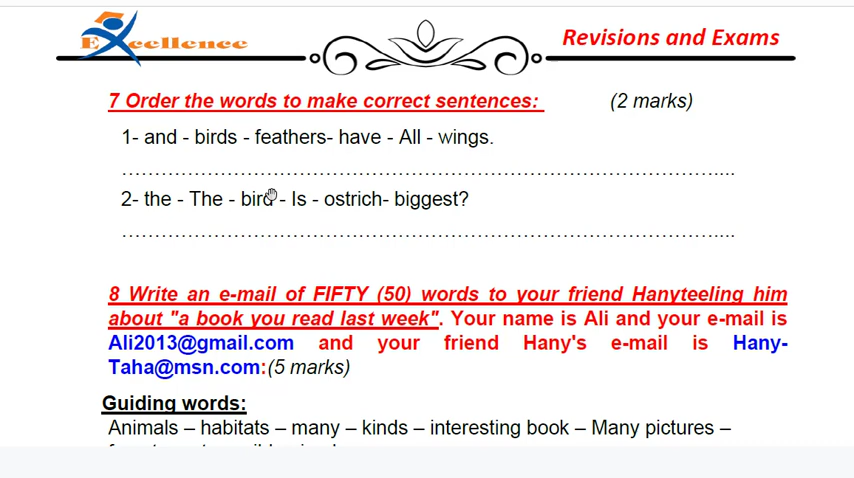 Excellence
Revisions and Exams
7 Order the words to make correct sentences: (2 marks)
1- and - birds - feathers- have - All - wings.
2- the - The - bird - Is - ostrich- biggest?
8 Write an e-mail of FIFTY (50) words to your friend Hanyteeling him
about "a book you read last week". Your name is Ali and your e-mail is
Ali2013@gmail.com and your friend Hany's e-mail is Hany-
Taha@msn.com:(5 marks)
Guiding words:
Animals – habitats – many – kinds – interesting book – Many pictures –